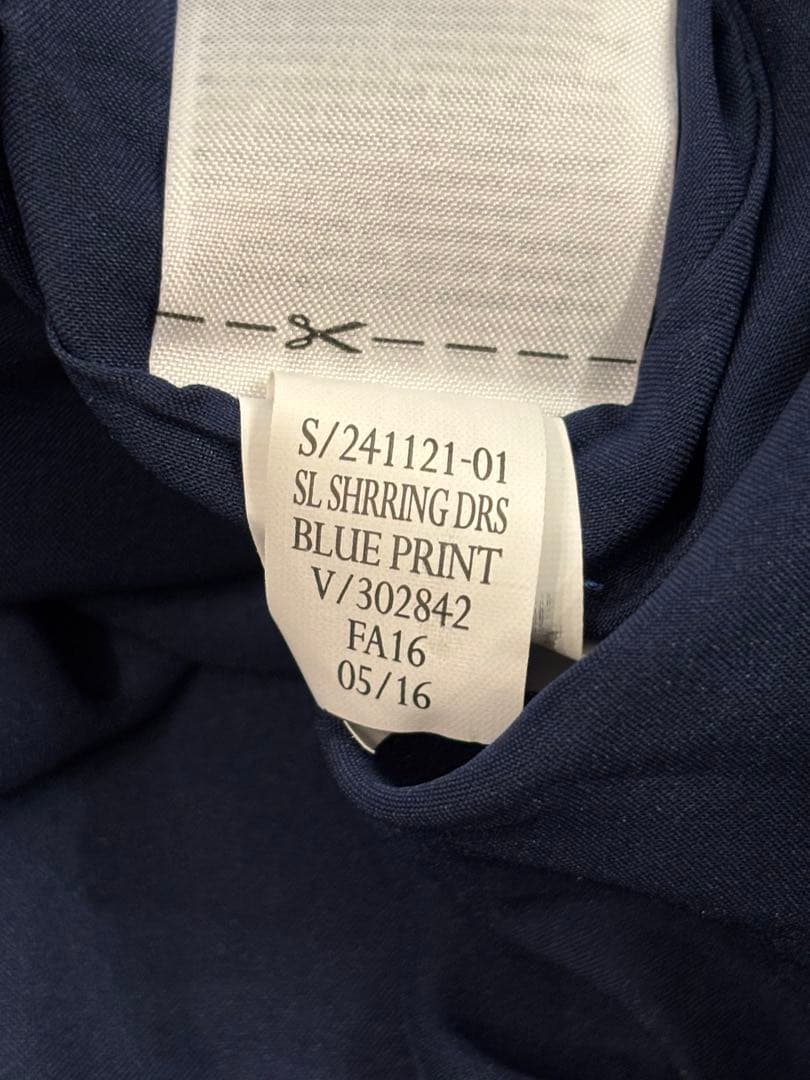 S/241121-01
SL SHRRING DRS
BLUE PRINT
V/302842
FA16
05/16